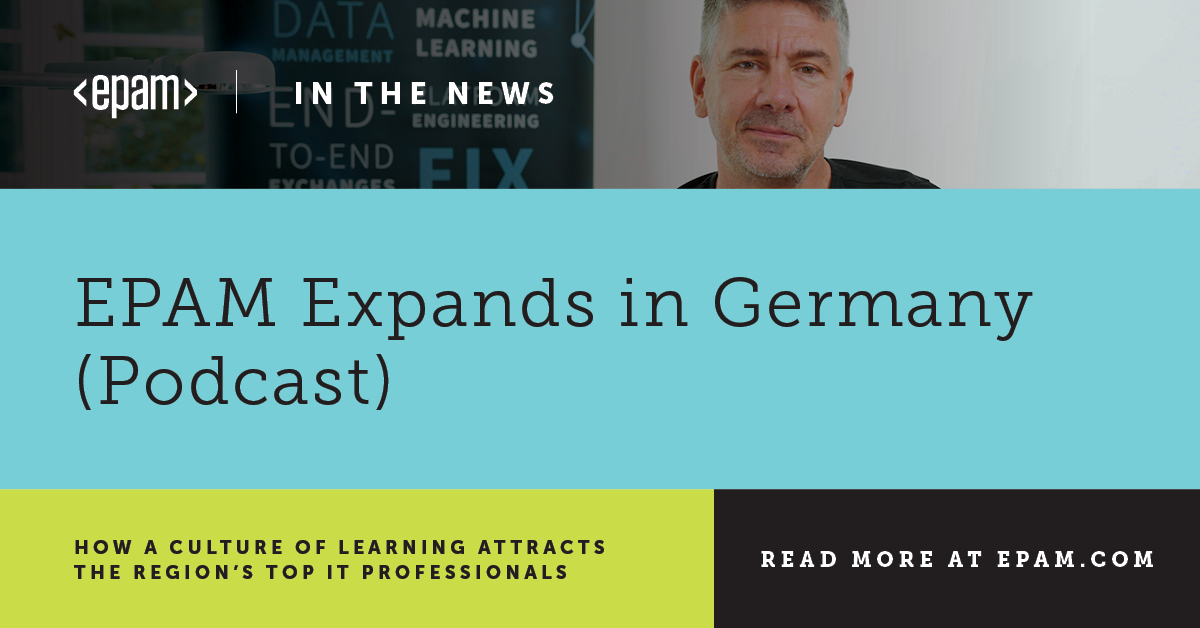 DATA
MANAGEMENT
MACHINE
LEARNING
<epam>
IN THE NEWS
END-
TO-END
EXCHANGES
PLATFORM
ENGINEERING
FIX
EPAM Expands in Germany
(Podcast)
HOW A CULTURE OF LEARNING ATTRACTS
THE REGION’S TOP IT PROFESSIONALS
READ MORE AT EPAM.COM